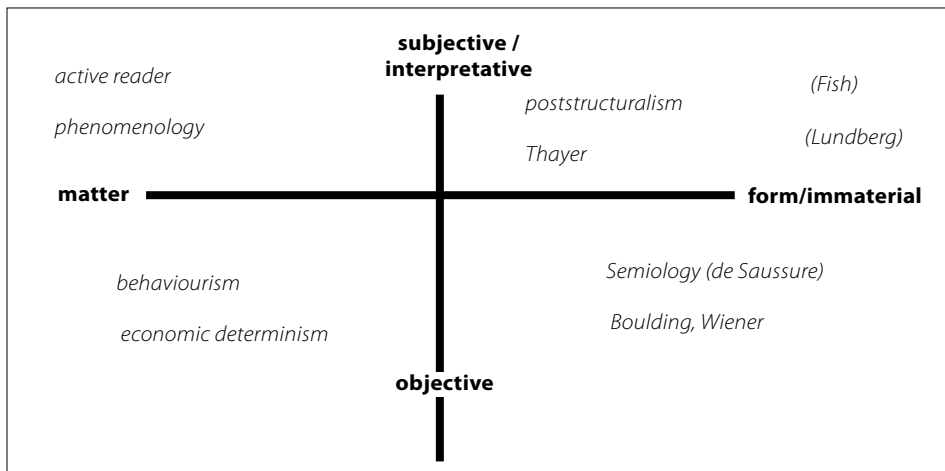 subjective /
interpretative
active reader
phenomenology
poststructuralism
Thayer
(Fish)
(Lundberg)
matter
form/immaterial
behaviourism
economic determinism
Semiology (de Saussure)
Boulding, Wiener
objective